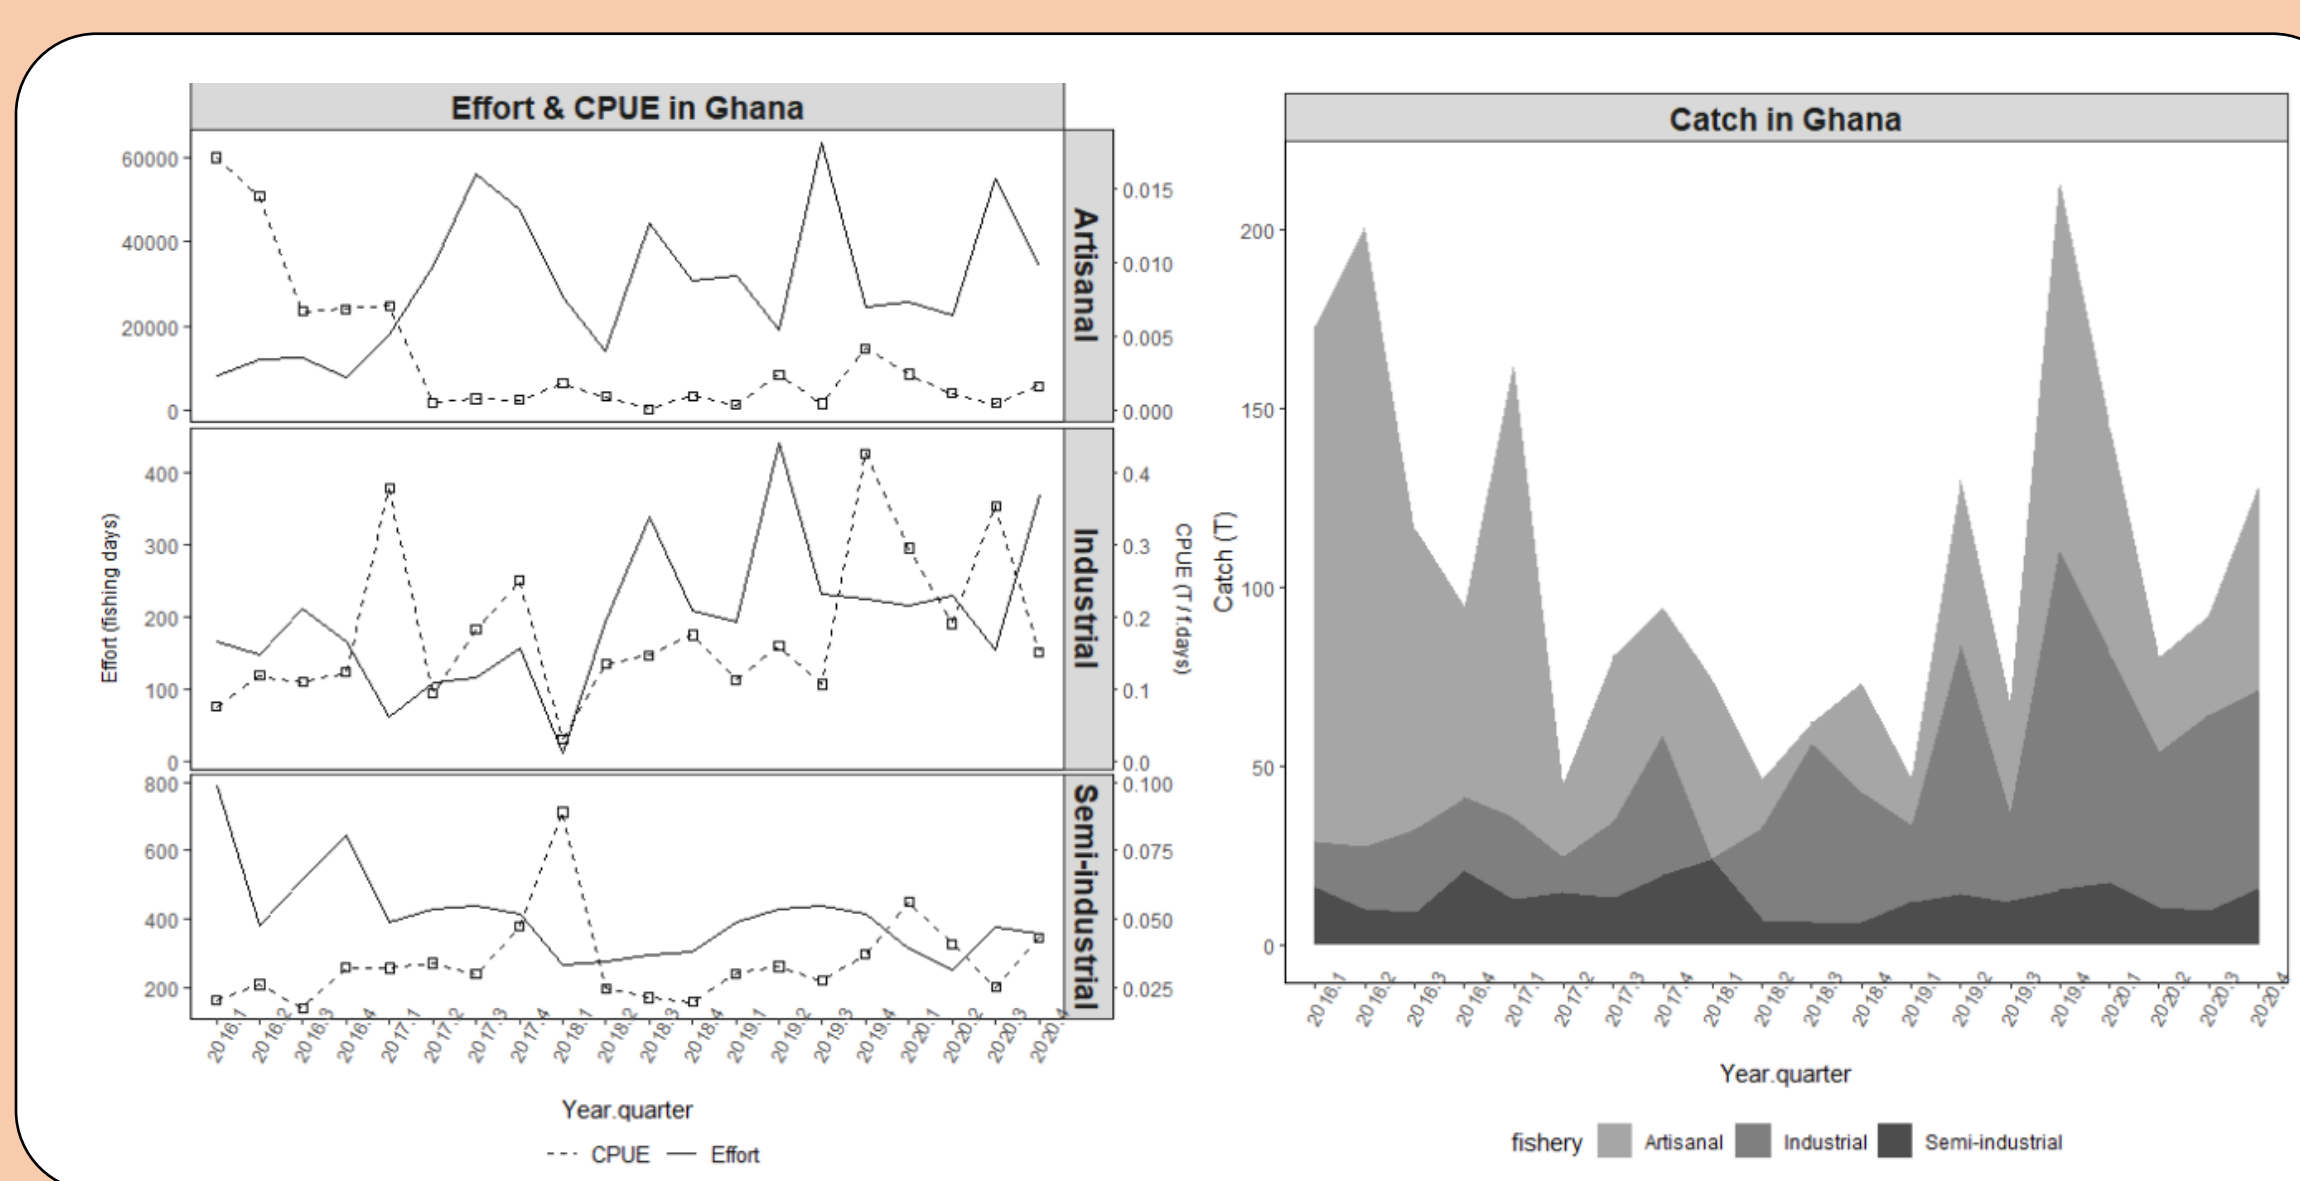 Effort & CPUE in Ghana
60000
40000
20000
0
0.015
0.010
0.005
0.000
Artisanal
400
300
200
100
0
0.4
0.3
0.2
0.1
0.0
Industrial
800
600
400
200
0.100
0.075
0.050
0.025
Semi-industrial
Effort (fishing days)
CPUE (T / f.days)
2016.1 2016.2 2016.3 2016.4 2017.1 2017.2 2017.3 2017.4 2018.1 2018.2 2018.3 2018.4 2019.1 2019.2 2019.3 2019.4 2020.1 2020.2 2020.3 2020.4
Year.quarter
CPUE Effort
Catch in Ghana
Catch (T)
200
150
100
50
0
2016.1 2016.2 2016.3 2016.4 2017.1 2017.2 2017.3 2017.4 2018.1 2018.2 2018.3 2018.4 2019.1 2019.2 2019.3 2019.4 2020.1 2020.2 2020.3 2020.4
Year.quarter
fishery Artisanal Industrial Semi-industrial